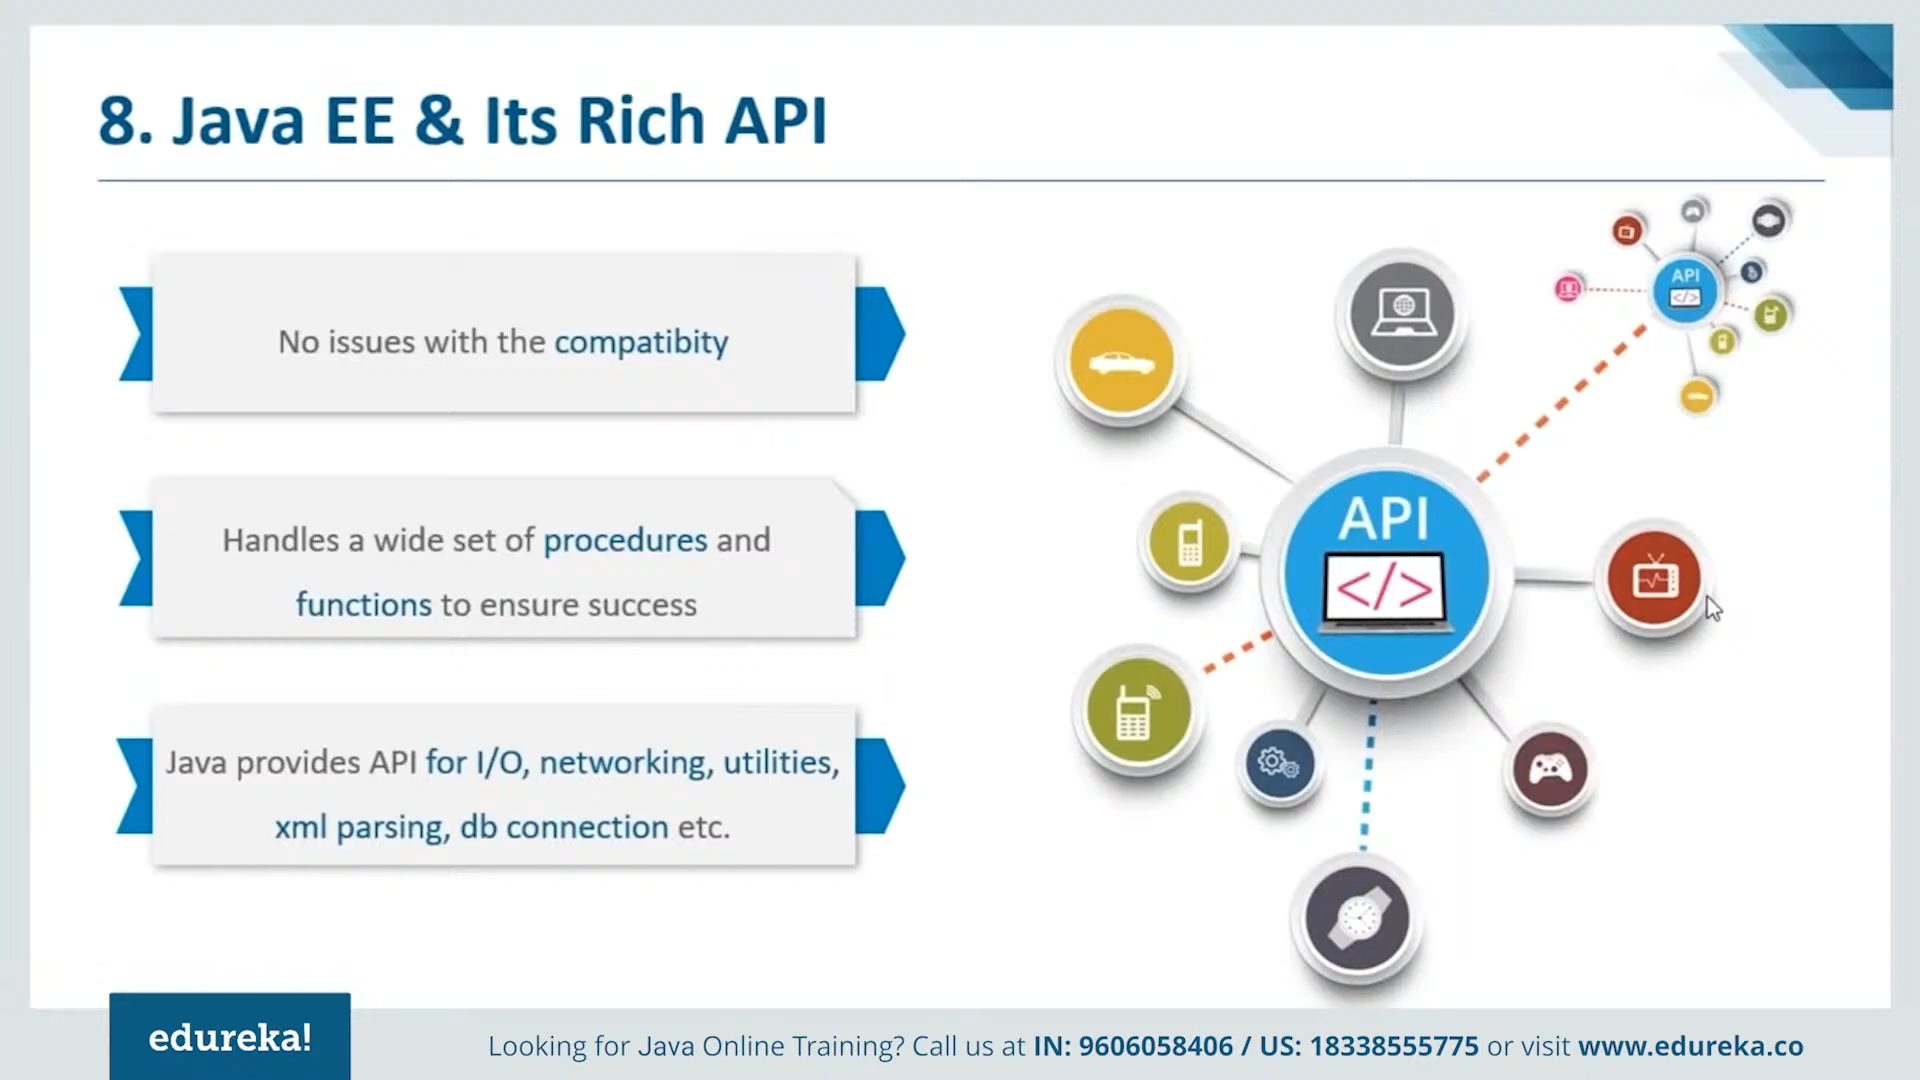 8. Java EE & Its Rich API
No issues with the compatibity
Handles a wide set of procedures and
functions to ensure success
Java provides API for I/O, networking, utilities,
xml parsing, db connection etc.
API
</>
API
</>
edureka!
Looking for Java Online Training? Call us at IN: 9606058406 / US: 18338555775 or visit www.edureka.co